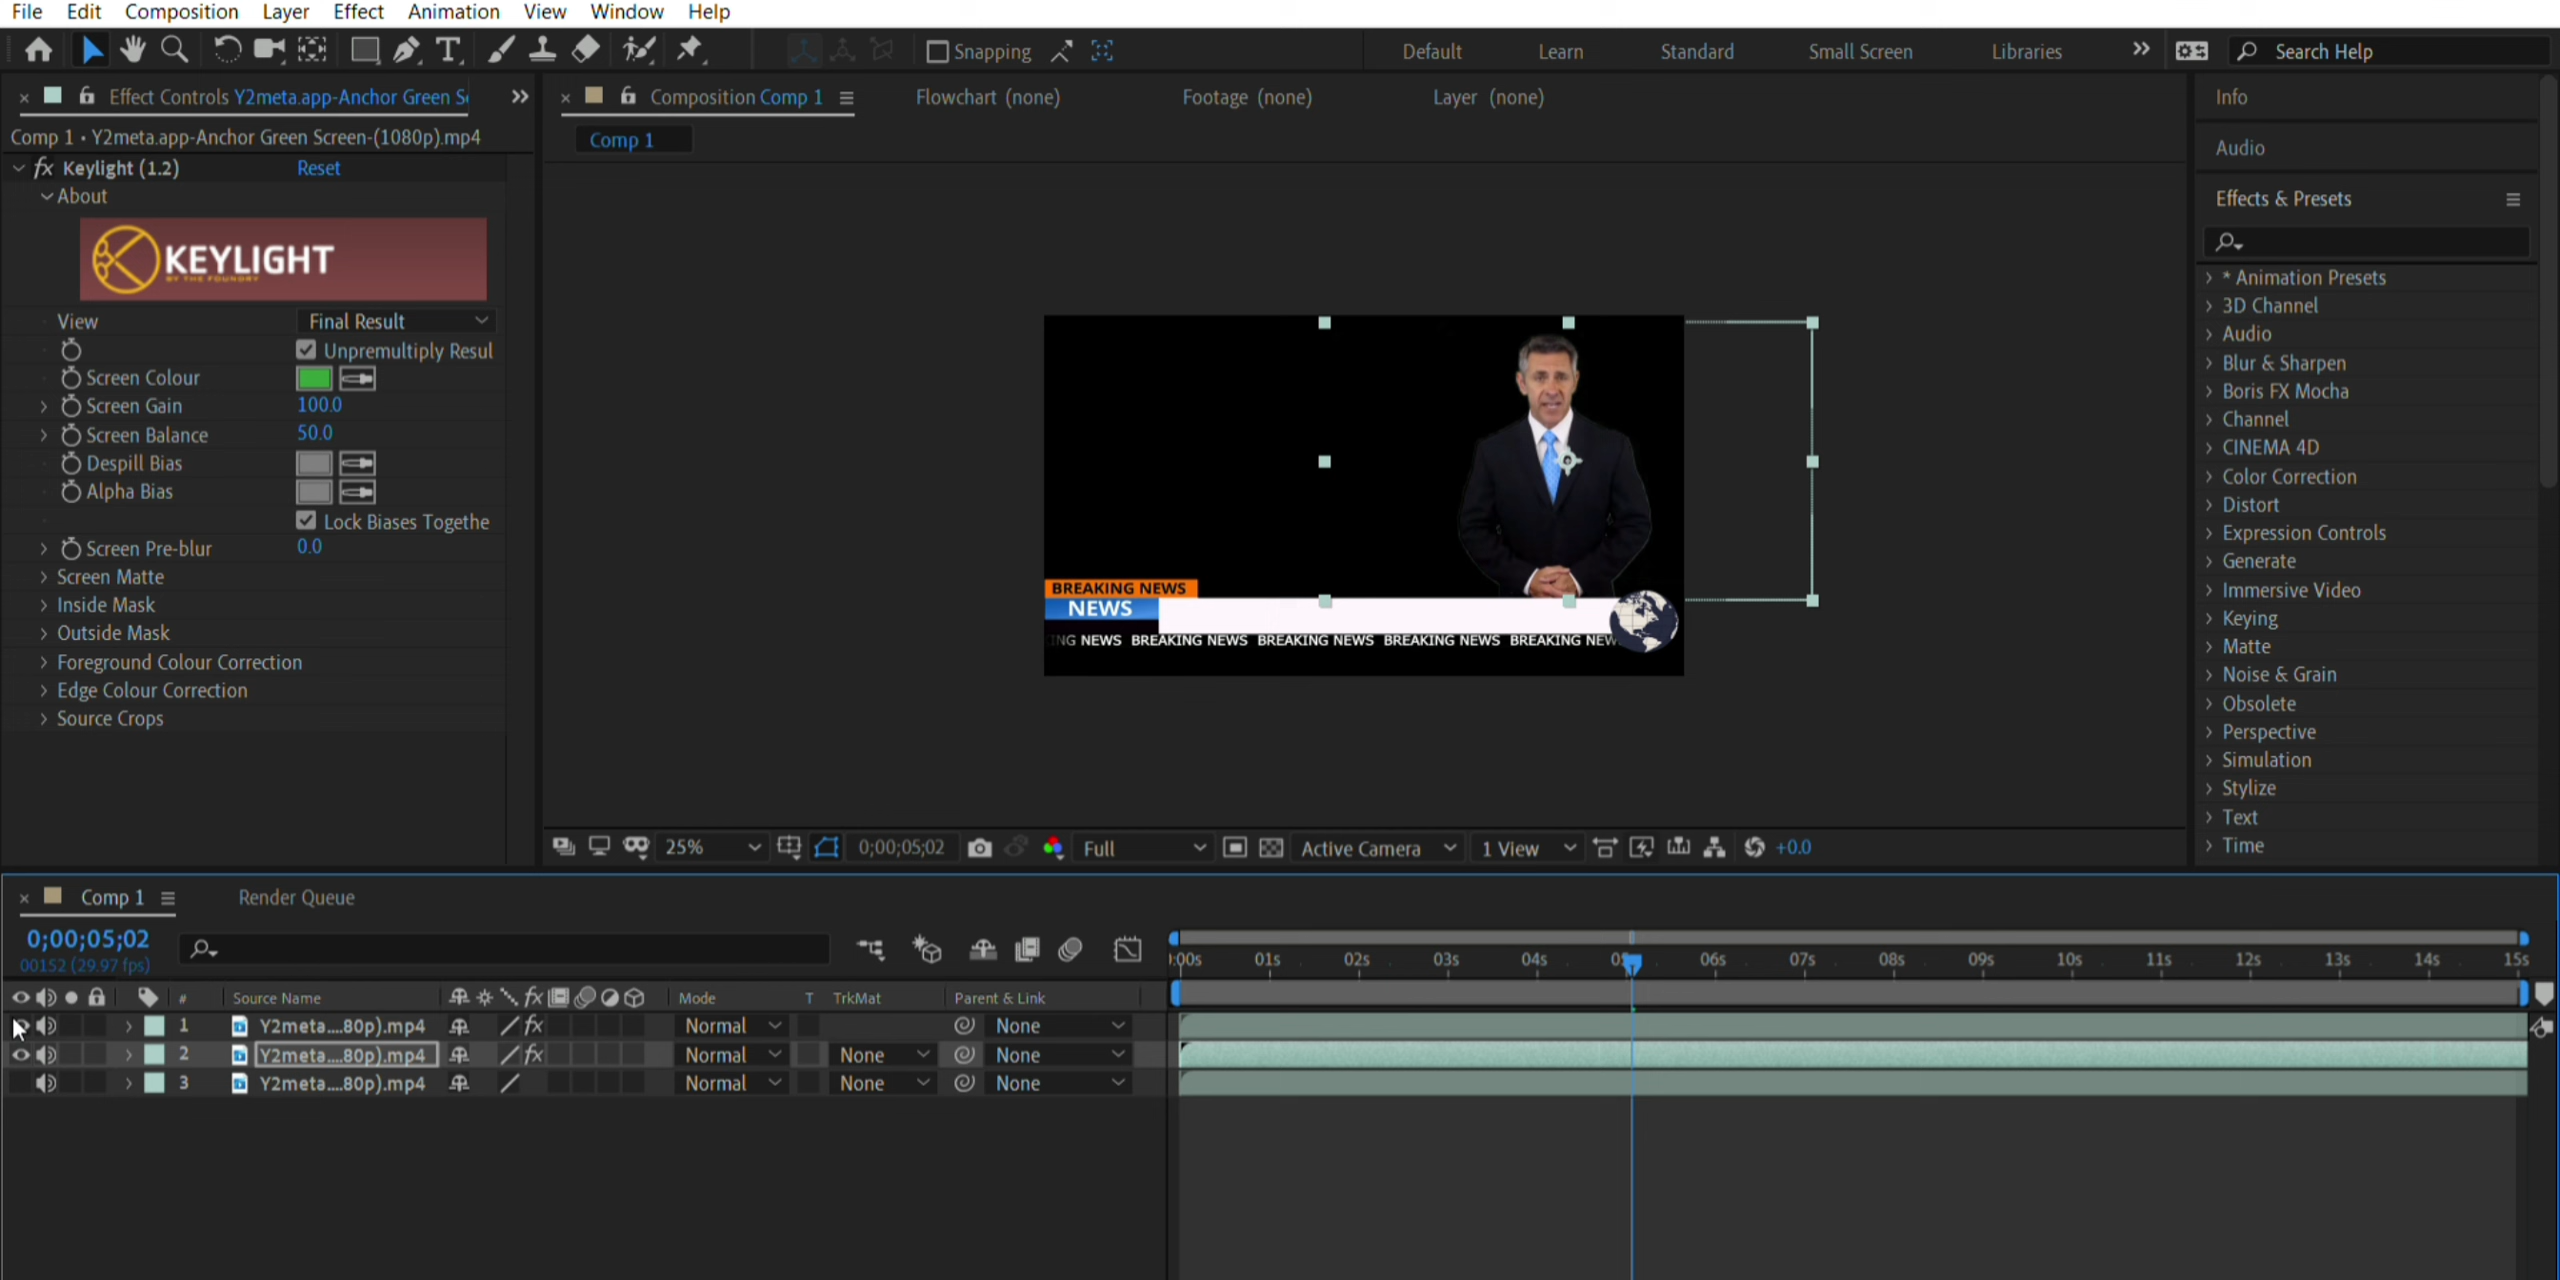 File Edit Composition Layer Effect Animation View Window Help
Snapping Default Learn Standard Small Screen Libraries Search Help
Effect Controls Y2meta.app-Anchor Green
Comp 1 • Y2meta.app-Anchor Green Screen-(1080p).mp4
fx Keylight (1.2) Reset
About
KEYLIGHT
BY THE FOUNDRY
View Final Result
Unpremultiply Resul
Screen Colour
Screen Gain 100.0
Screen Balance 50.0
Despill Bias
Alpha Bias
Lock Biases Togethe
Screen Pre-blur 0.0
Screen Matte
Inside Mask
Outside Mask
Foreground Colour Correction
Edge Colour Correction
Source Crops
Composition Comp 1 Flowchart (none) Footage (none) Layer (none)
Comp 1
BREAKING NEWS
NEWS
ING NEWS BREAKING NEWS BREAKING NEWS BREAKING NEWS BREAKING NEW
25% 0;00;05;02 Full Active Camera 1 View +0.0
Info
Audio
Effects & Presets
* Animation Presets
3D Channel
Audio
Blur & Sharpen
Boris FX Mocha
Channel
CINEMA 4D
Color Correction
Distort
Expression Controls
Generate
Immersive Video
Keying
Matte
Noise & Grain
Obsolete
Perspective
Simulation
Stylize
Text
Time
Comp 1 Render Queue
0;00;05;02
00152 (29.97 fps)
:00s 01s 02s 03s 04s 06s 07s 08s 09s 10s 11s 12s 13s 14s 15s
# Source Name fx Mode T TrkMat Parent & Link
1 Y2meta....80p).mp4 fx Normal None
2 Y2meta....80p).mp4 fx Normal None None
3 Y2meta....80p).mp4 Normal None None